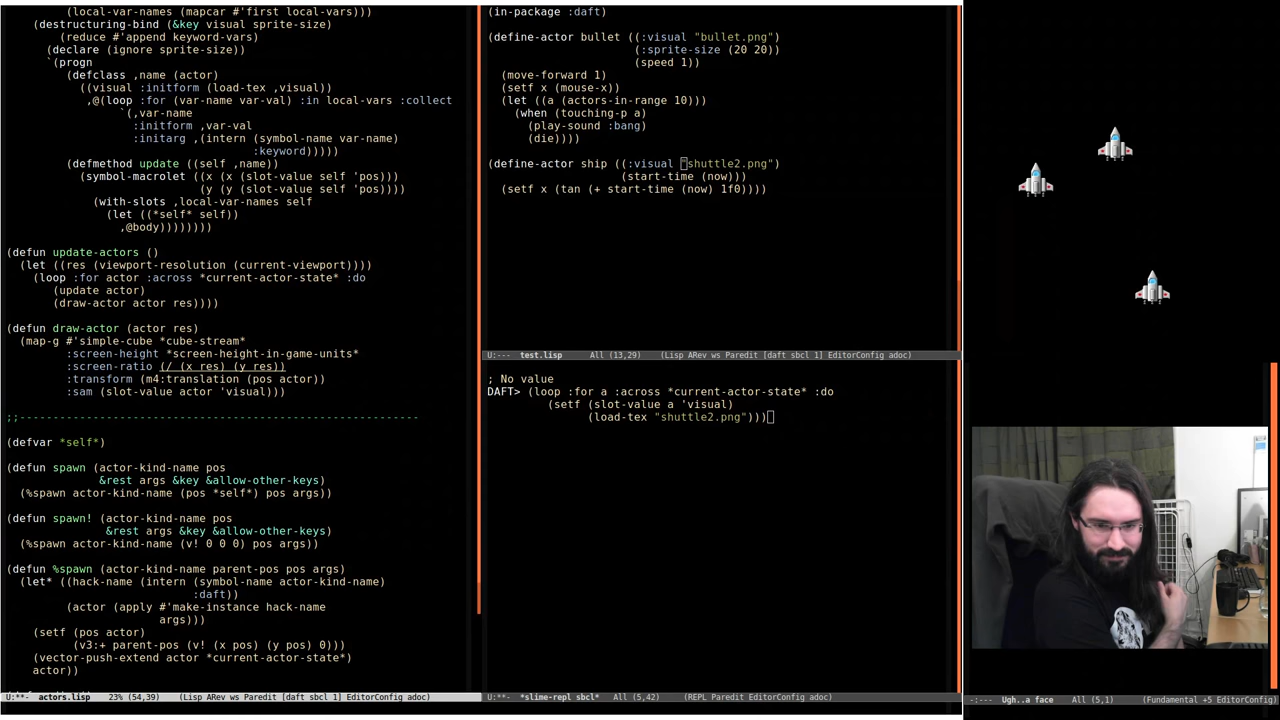 (local-var-names (mapcar #'first local-vars)))
    (destructuring-bind (&key visual sprite-size)
        (reduce #'append keyword-vars)
      (declare (ignore sprite-size))
      `(progn
         (defclass ,name (actor)
           ((visual :initform (load-tex ,visual))
            ,@(loop :for (var-name var-val) :in local-vars :collect
                 `(,var-name
                   :initform ,var-val
                   :initarg ,(intern (symbol-name var-name)
                                     :keyword)))))
         (defmethod update ((self ,name))
           (symbol-macrolet ((x (x (slot-value self 'pos)))
                             (y (y (slot-value self 'pos))))
             (with-slots ,local-var-names self
               (let ((*self* self))
                 ,@body))))))))
(defun update-actors ()
  (let ((res (viewport-resolution (current-viewport))))
    (loop :for actor :across *current-actor-state* :do
       (update actor)
       (draw-actor actor res))))
(defun draw-actor (actor res)
  (map-g #'simple-cube *cube-stream*
         :screen-height *screen-height-in-game-units*
         :screen-ratio (/ (x res) (y res))
         :transform (m4:translation (pos actor))
         :sam (slot-value actor 'visual)))
;;------------------------------------------------------------
(defvar *self*)
(defun spawn (actor-kind-name pos
              &rest args &key &allow-other-keys)
  (%spawn actor-kind-name (pos *self*) pos args))
(defun spawn! (actor-kind-name pos
               &rest args &key &allow-other-keys)
  (%spawn actor-kind-name (v! 0 0 0) pos args))
(defun %spawn (actor-kind-name parent-pos pos args)
  (let* ((hack-name (intern (symbol-name actor-kind-name)
                            :daft))
         (actor (apply #'make-instance hack-name
                       args)))
    (setf (pos actor)
          (v3:+ parent-pos (v! (x pos) (y pos) 0)))
    (vector-push-extend actor *current-actor-state*)
    actor))
U:**-  actors.lisp    23% (54,39)    (Lisp ARev ws Paredit [daft sbcl 1] EditorConfig adoc)
(in-package :daft)
(define-actor bullet ((:visual "bullet.png")
                      (:sprite-size (20 20))
                      (speed 1))
  (move-forward 1)
  (setf x (mouse-x))
  (let ((a (actors-in-range 10)))
    (when (touching-p a)
      (play-sound :bang)
      (die))))
(define-actor ship ((:visual "shuttle2.png")
                    (start-time (now)))
  (setf x (tan (+ start-time (now) 1f0))))
U:---  test.lisp      All (13,29)    (Lisp ARev ws Paredit [daft sbcl 1] EditorConfig adoc)
; No value
DAFT> (loop :for a :across *current-actor-state* :do
         (setf (slot-value a 'visual)
               (load-tex "shuttle2.png")))
U:**-  *slime-repl sbcl*   All (5,42)     (REPL Paredit EditorConfig adoc)
-:---  Ugh..a face    All (5,1)      (Fundamental +5 EditorConfig)